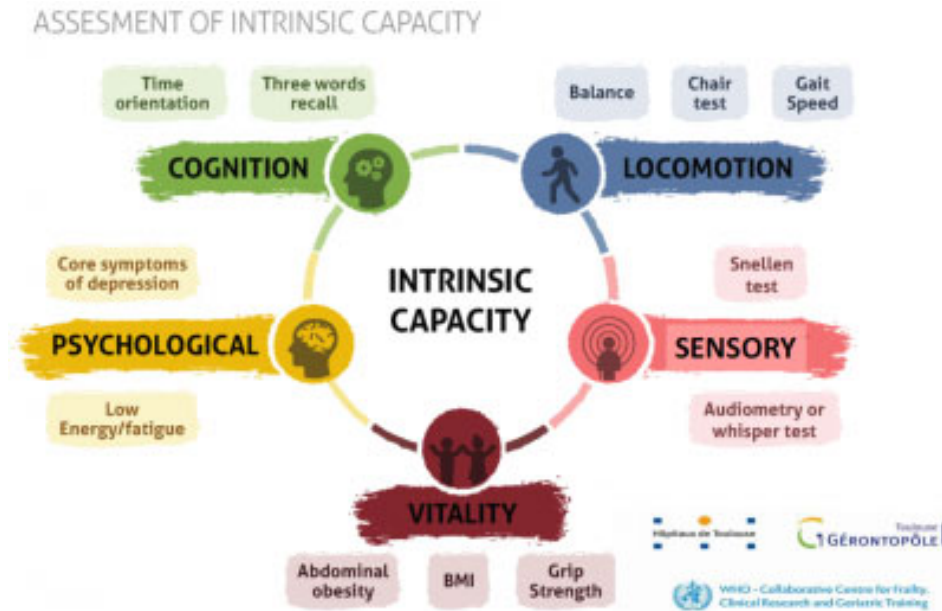 ASSESMENT OF INTRINSIC CAPACITY
Time
orientation
Three words
recall
Balance
Chair
test
Gait
Speed
COGNITION
LOCOMOTION
Core symptoms
of depression
INTRINSIC
CAPACITY
Snellen
test
PSYCHOLOGICAL
SENSORY
Low
Energy/fatigue
Audiometry or
whisper test
VITALITY
Abdominal
obesity
BMI
Grip
Strength
Hôpitaux de Toulouse
Toulouse
GÉRONTOPÔLE
WHO - Collaborative Centre for Frailty,
Clinical Research and Geriatric Training